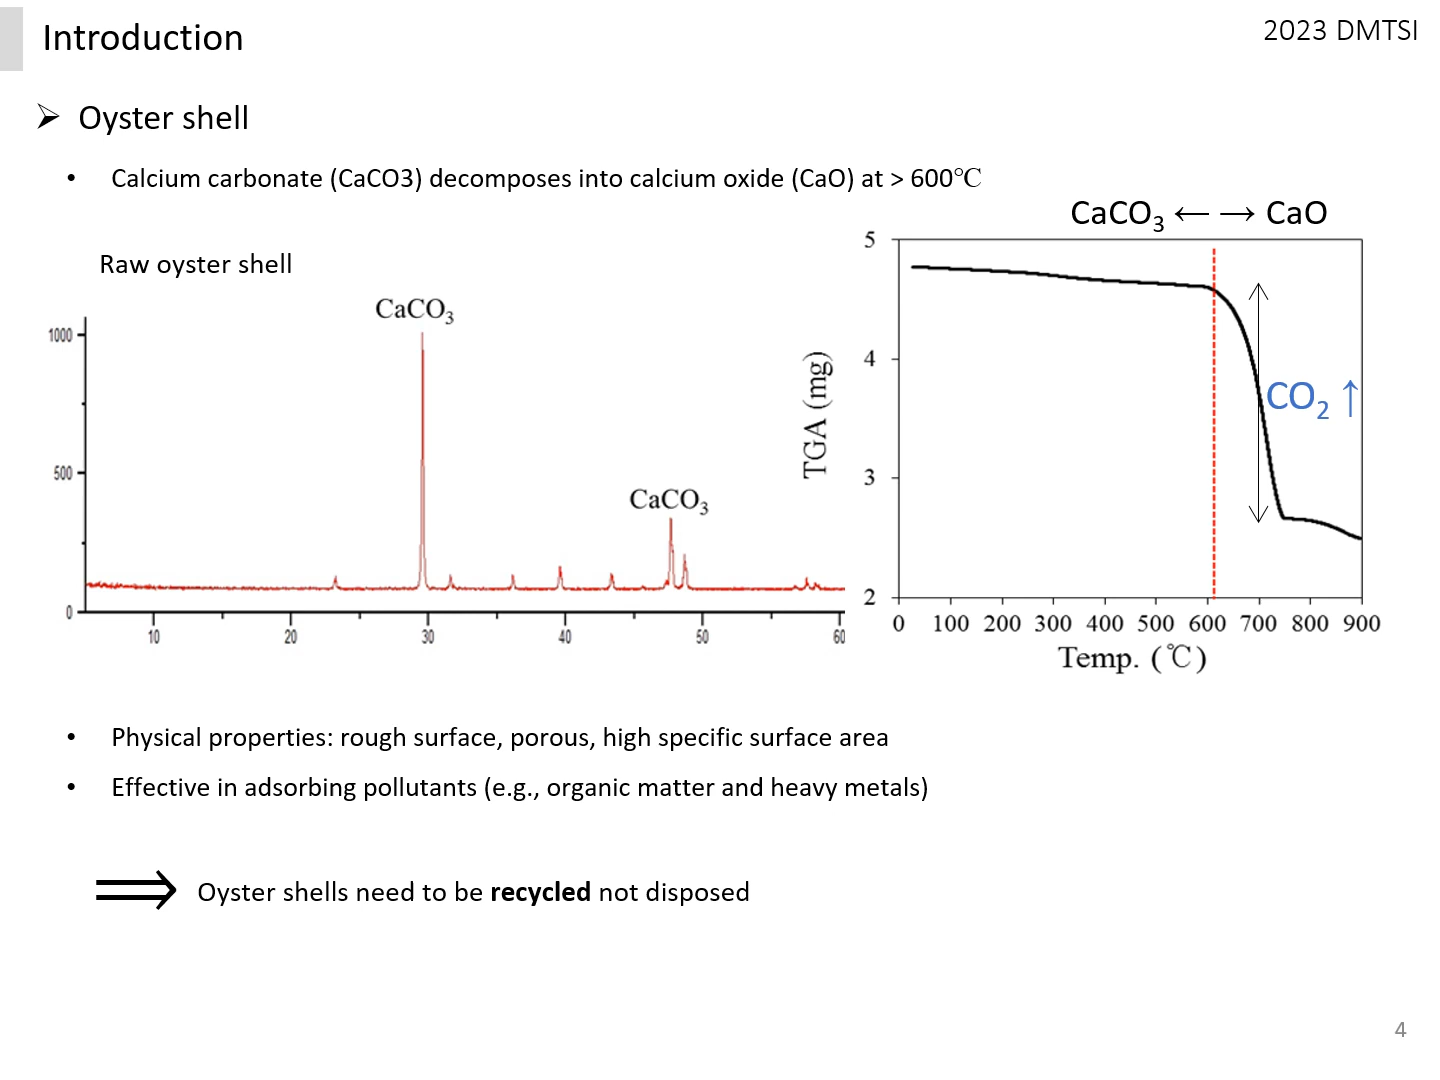 Introduction
2023 DMTSI
➢ Oyster shell
• Calcium carbonate (CaCO3) decomposes into calcium oxide (CaO) at > 600℃
CaCO₃ ← → CaO
Raw oyster shell
CaCO₃
CaCO₃
1000
500
0
10 20 30 40 50 60
TGA (mg)
5
4
3
2
CO₂ ↑
0 100 200 300 400 500 600 700 800 900
Temp. (℃)
• Physical properties: rough surface, porous, high specific surface area
• Effective in adsorbing pollutants (e.g., organic matter and heavy metals)
⇒ Oyster shells need to be recycled not disposed
4